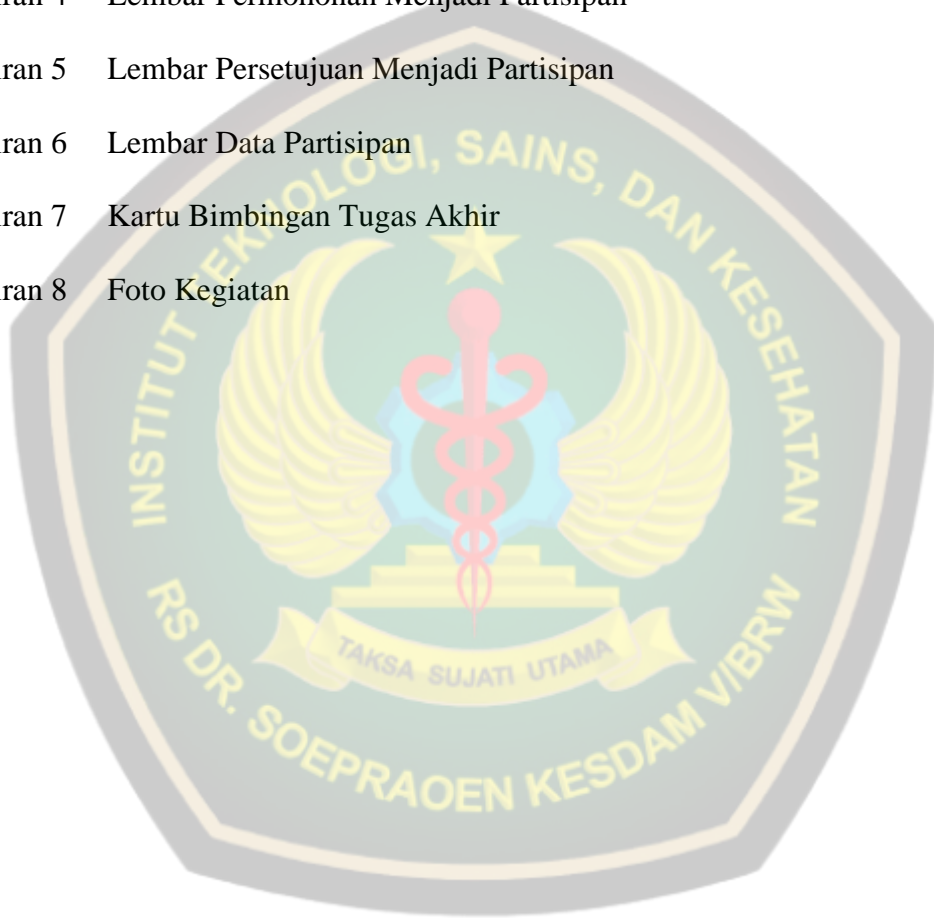 Lembar Permohonan Menjadi Partisipan
ran 5 Lembar Persetujuan Menjadi Partisipan
ran 6 Lembar Data Partisipan
ran 7 Kartu Bimbingan Tugas Akhir
ran 8 Foto Kegiatan
INSTITUT TEKNOLOGI, SAINS, DAN KESEHATAN
TAKSA SUJATI UTAMA
RS DR. SOEPRAOEN KESDAM V/BRW